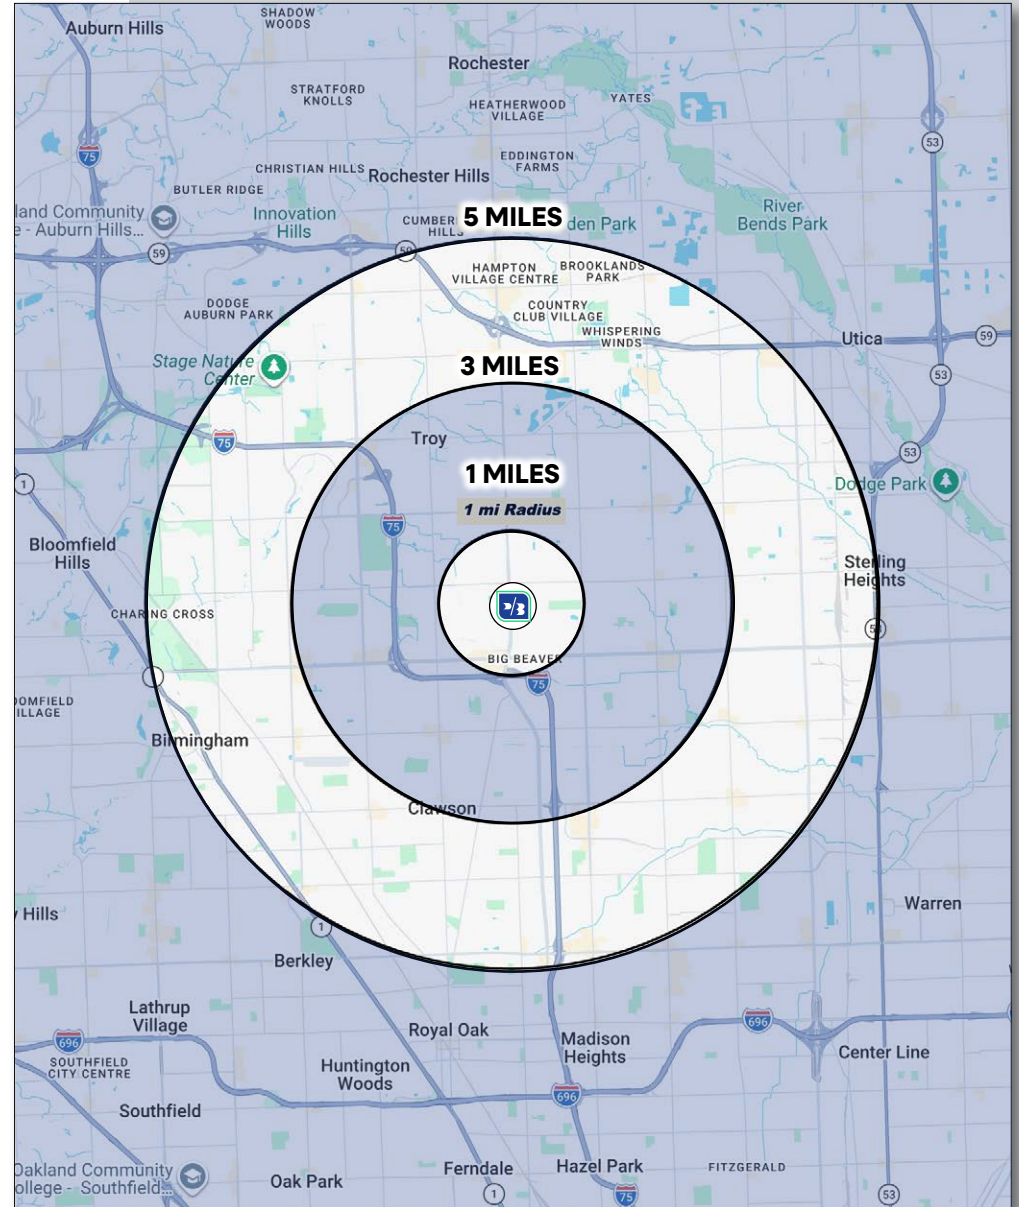 SHADOW
WOODS
Auburn Hills
Rochester
STRATFORD
KNOLLS
YATES
HEATHERWOOD
VILLAGE
53
75
EDDINGTON
FARMS
CHRISTIAN HILLS
Rochester Hills
BUTLER RIDGE
land Community
e - Auburn Hills...
Innovation
Hills
CUMBER
HILLS
5 MILES
den Park
River
Bends Park
59
59
HAMPTON
VILLAGE CENTRE
BROOKLANDS
PARK
DODGE
AUBURN PARK
COUNTRY
CLUB VILLAGE
WHISPERING
WINDS
Utica
59
Stage Nature
Center
3 MILES
53
75
Troy
53
1 MILES
1
Dodge Park
1 mi Radius
75
Bloomfield
Hills
Sterling
Heights
CHARING CROSS
BIG BEAVER
75
OOMFIELD
ILLAGE
Birmingham
Clawson
y Hills
Warren
1
Berkley
Lathrup
Village
696
Royal Oak
696
Madison
Heights
Center Line
SOUTHFIELD
CITY CENTRE
Huntington
Woods
696
Southfield
Oakland Community
ollege - Southfield...
Oak Park
Ferndale
Hazel Park
FITZGERALD
1
75
53